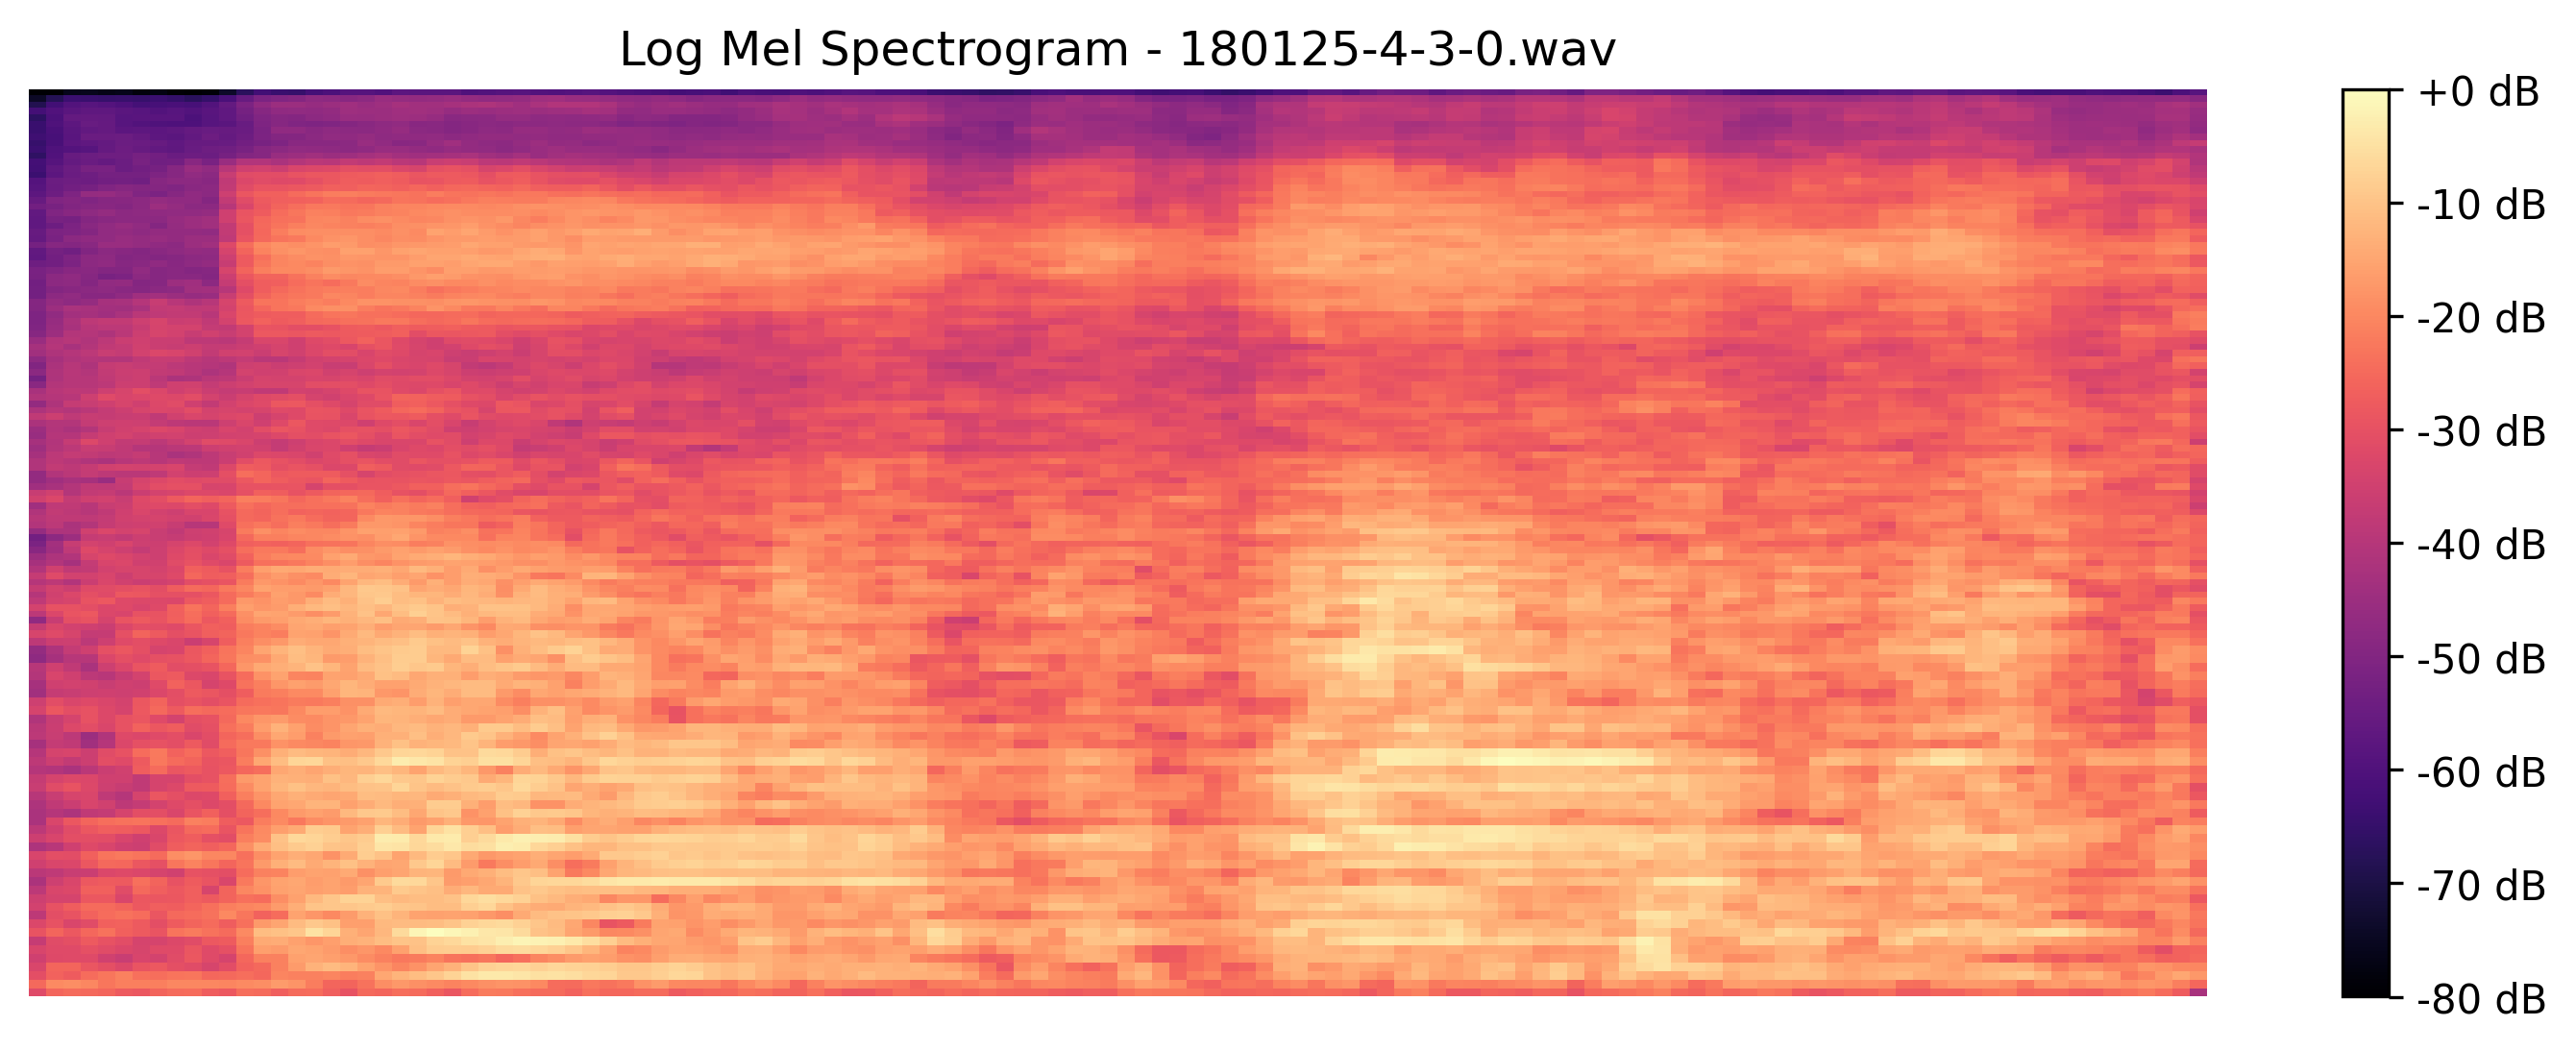 Log Mel Spectrogram - 180125-4-3-0.wav
+0 dB
-10 dB
-20 dB
-30 dB
-40 dB
-50 dB
-60 dB
-70 dB
-80 dB